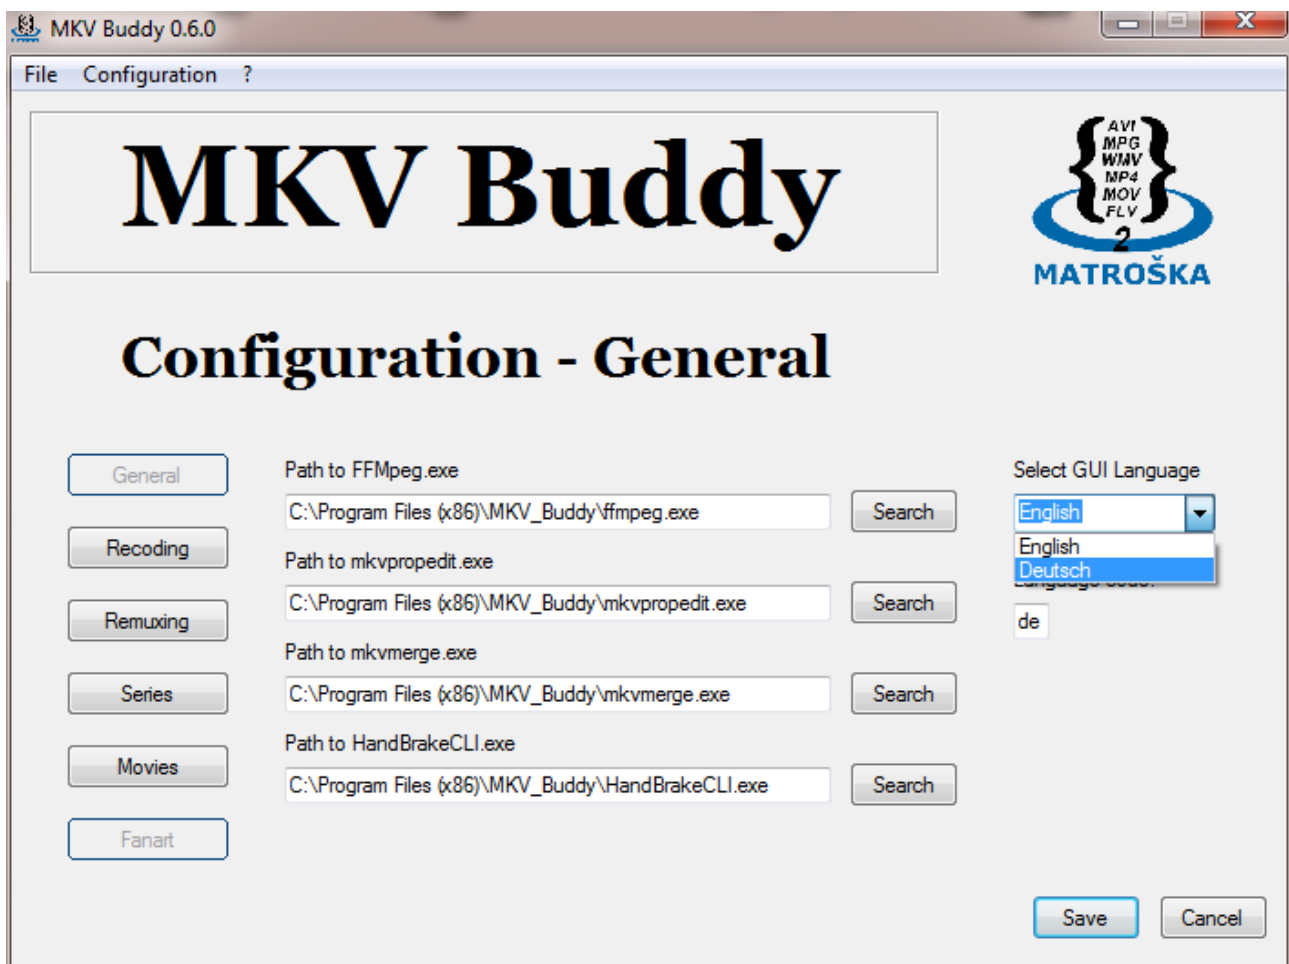 MKV Buddy 0.6.0
File Configuration ?
MKV Buddy
AVI
MPG
WMV
MP4
MOV
FLV
2
MATROŠKA
Configuration - General
General
Recoding
Remuxing
Series
Movies
Fanart
Path to FFMpeg.exe
C:\Program Files (x86)\MKV_Buddy\ffmpeg.exe
Search
Path to mkvpropedit.exe
C:\Program Files (x86)\MKV_Buddy\mkvpropedit.exe
Search
Path to mkvmerge.exe
C:\Program Files (x86)\MKV_Buddy\mkvmerge.exe
Search
Path to HandBrakeCLI.exe
C:\Program Files (x86)\MKV_Buddy\HandBrakeCLI.exe
Search
Select GUI Language
English
English
Deutsch
de
Save
Cancel